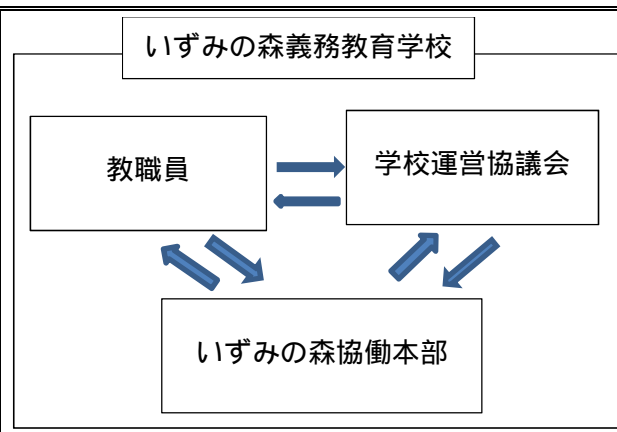 いずみの森義務教育学校
教職員
学校運営協議会
いずみの森協働本部